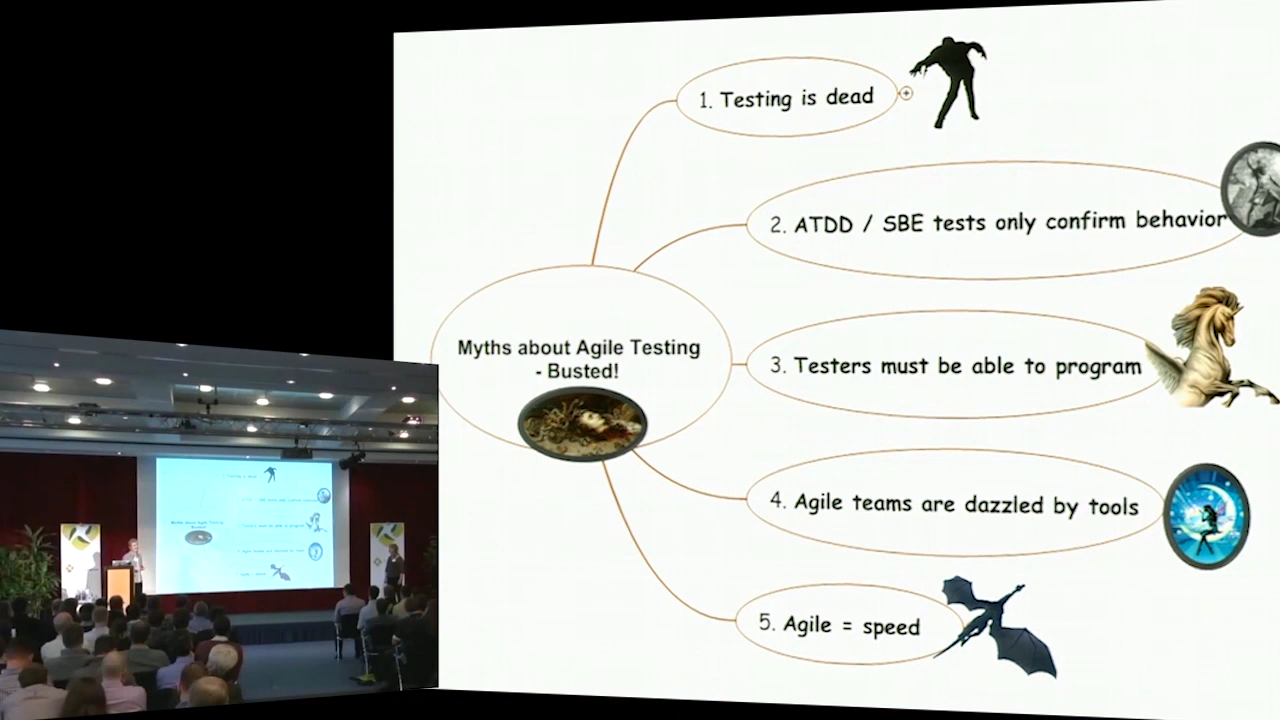 1. Testing is dead
2. ATDD / SBE tests only confirm behavior
Myths about Agile Testing
- Busted!
3. Testers must be able to program
4. Agile teams are dazzled by tools
5. Agile = speed